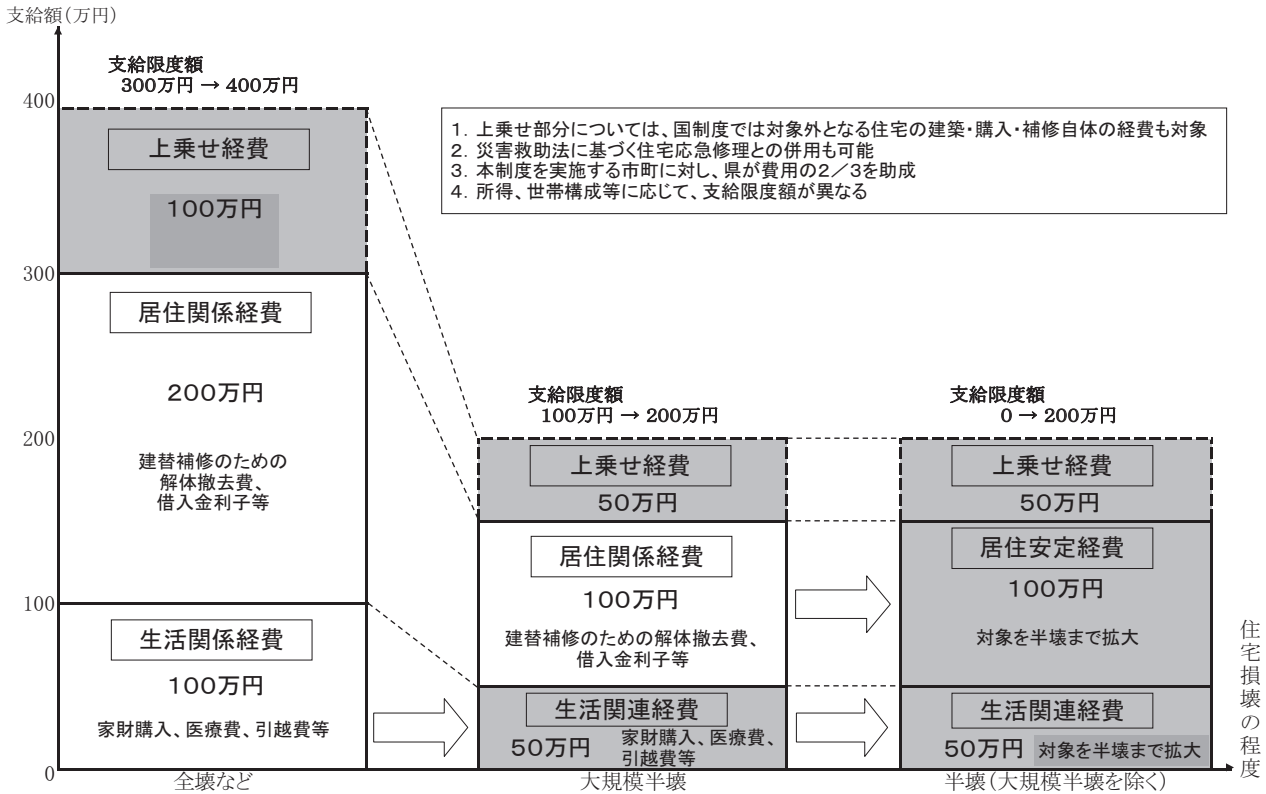 支給額(万円)
支給限度額
300万円 → 400万円
400
300
200
100
0
上乗せ経費
100万円
居住関係経費
200万円
建替補修のための
解体撤去費、
借入金利子等
生活関係経費
100万円
家財購入、医療費、引越費等
全壊など
1. 上乗せ部分については、国制度では対象外となる住宅の建築・購入・補修自体の経費も対象
2. 災害救助法に基づく住宅応急修理との併用も可能
3. 本制度を実施する市町に対し、県が費用の2/3を助成
4. 所得、世帯構成等に応じて、支給限度額が異なる
支給限度額
100万円 → 200万円
上乗せ経費
50万円
居住関係経費
100万円
建替補修のための解体撤去費、
借入金利子等
生活関連経費
50万円
家財購入、医療費、
引越費等
大規模半壊
支給限度額
0 → 200万円
上乗せ経費
50万円
居住安定経費
100万円
対象を半壊まで拡大
生活関連経費
50万円 対象を半壊まで拡大
半壊(大規模半壊を除く)
住宅損壊の程度